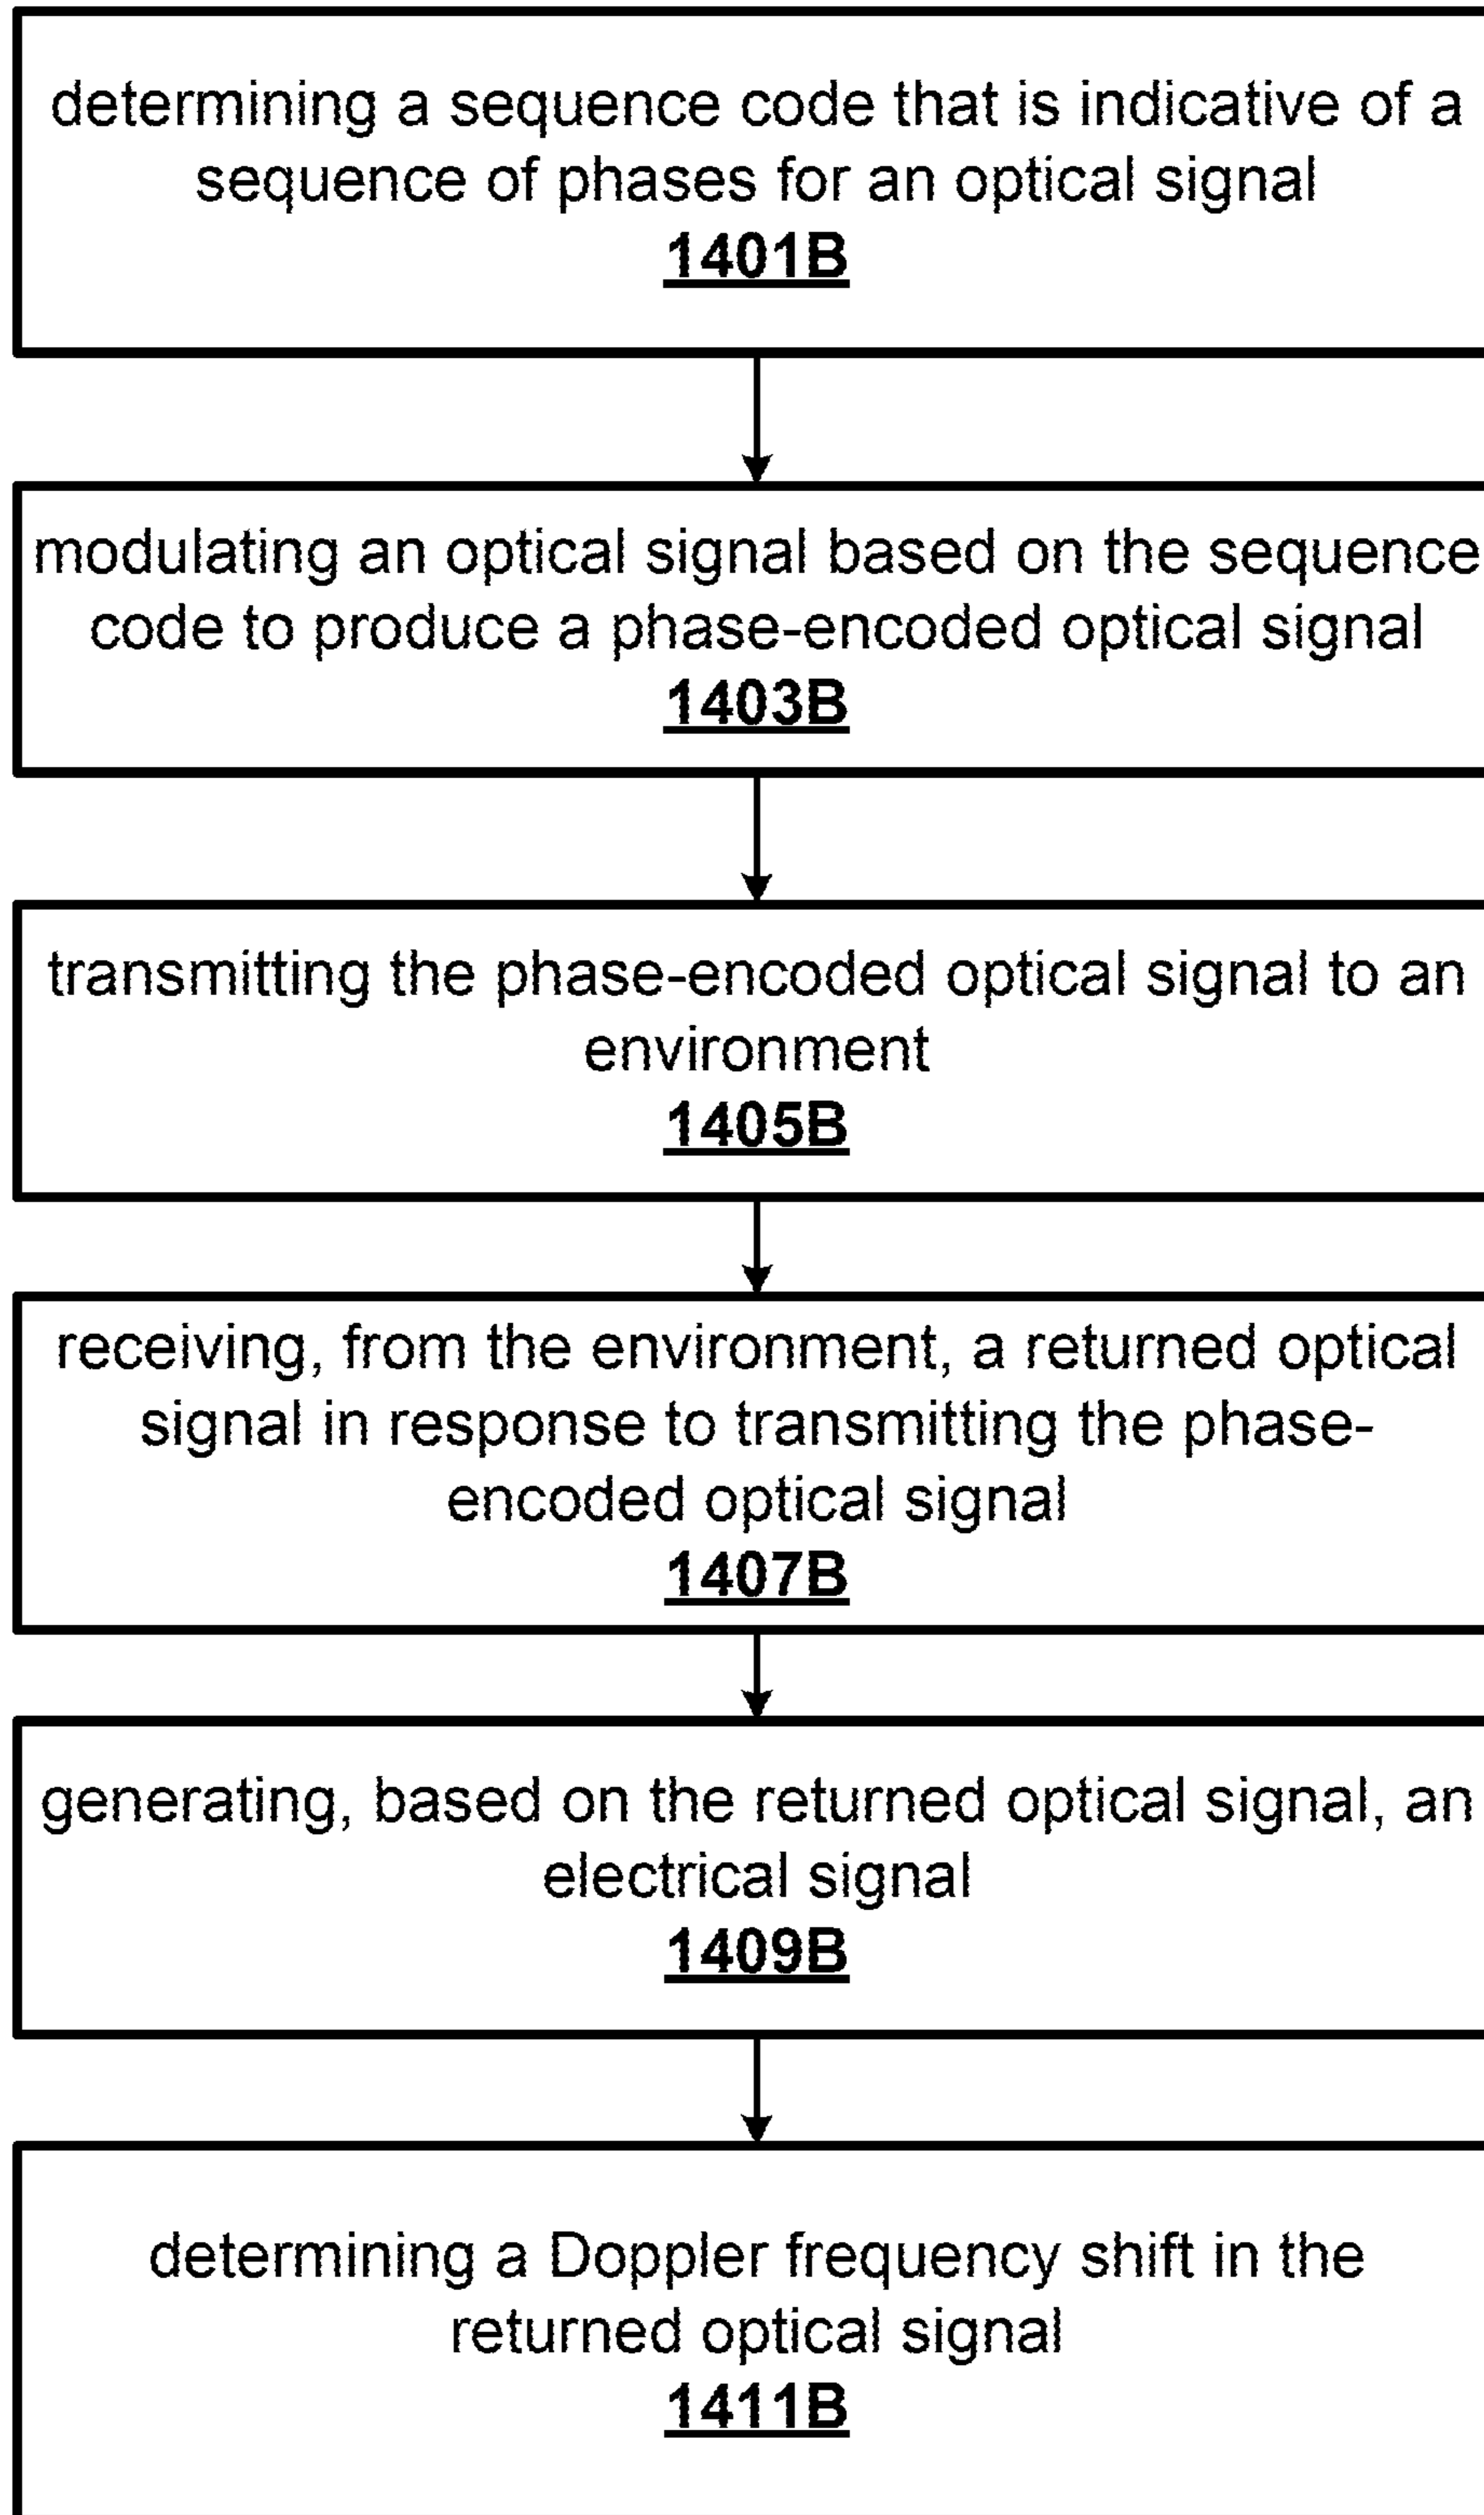 determining a sequence code that is indicative of a
sequence of phases for an optical signal
1401B
modulating an optical signal based on the sequence
code to produce a phase-encoded optical signal
1403B
transmitting the phase-encoded optical signal to an
environment
1405B
receiving, from the environment, a returned optical
signal in response to transmitting the phase-
encoded optical signal
1407B
generating, based on the returned optical signal, an
electrical signal
1409B
determining a Doppler frequency shift in the
returned optical signal
1411B